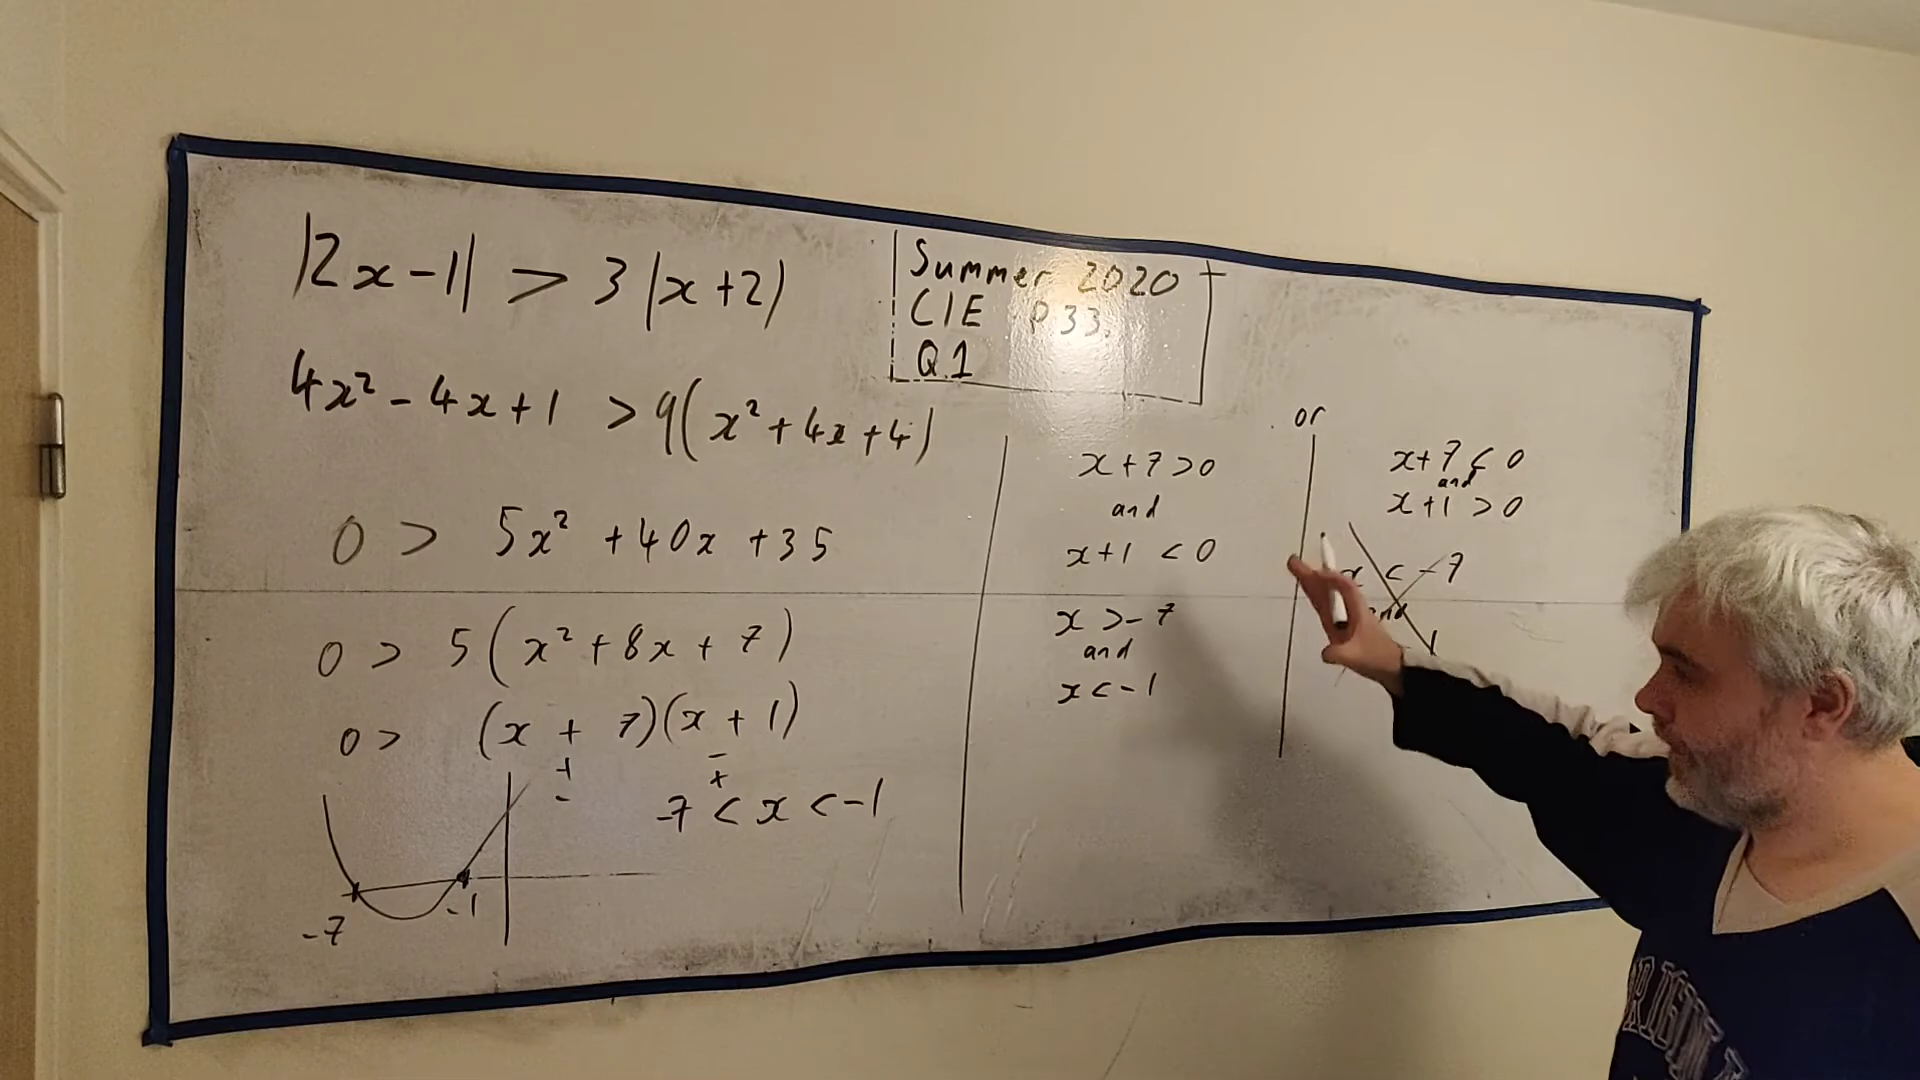 |2x-1| > 3|x+2|
Summer 2020
CIE P33.
Q.1
4x² - 4x + 1 > 9(x² + 4x + 4)
0 > 5x² + 40x + 35
0 > 5(x² + 8x + 7)
0 > (x + 7)(x + 1)
+ -
- +
-7 < x < -1
-7
-1
x+7 > 0
and
x+1 < 0
x > -7
and
x < -1
or
x+7 < 0
and
x+1 > 0
x < -7
and